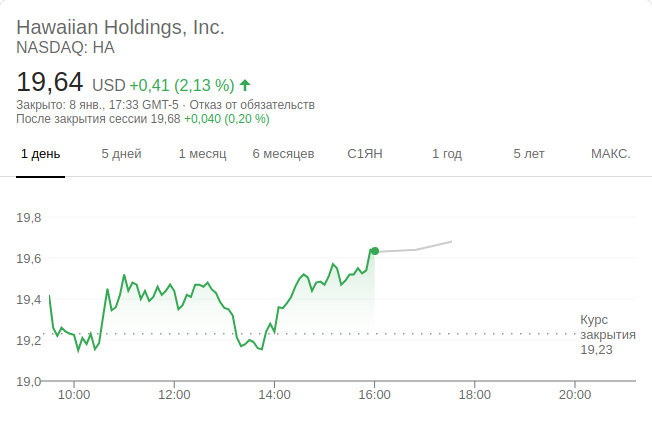 Hawaiian Holdings, Inc.
NASDAQ: HA
19,64 USD +0,41 (2,13 %)
Закрыто: 8 янв., 17:33 GMT-5 · Отказ от обязательств
После закрытия сессии 19,68 +0,040 (0,20 %)
1 день 5 дней 1 месяц 6 месяцев С1ЯН 1 год 5 лет МАКС.
19,8
19,6
19,4
19,2
19,0
Курс
закрытия
19,23
10:00 12:00 14:00 16:00 18:00 20:00